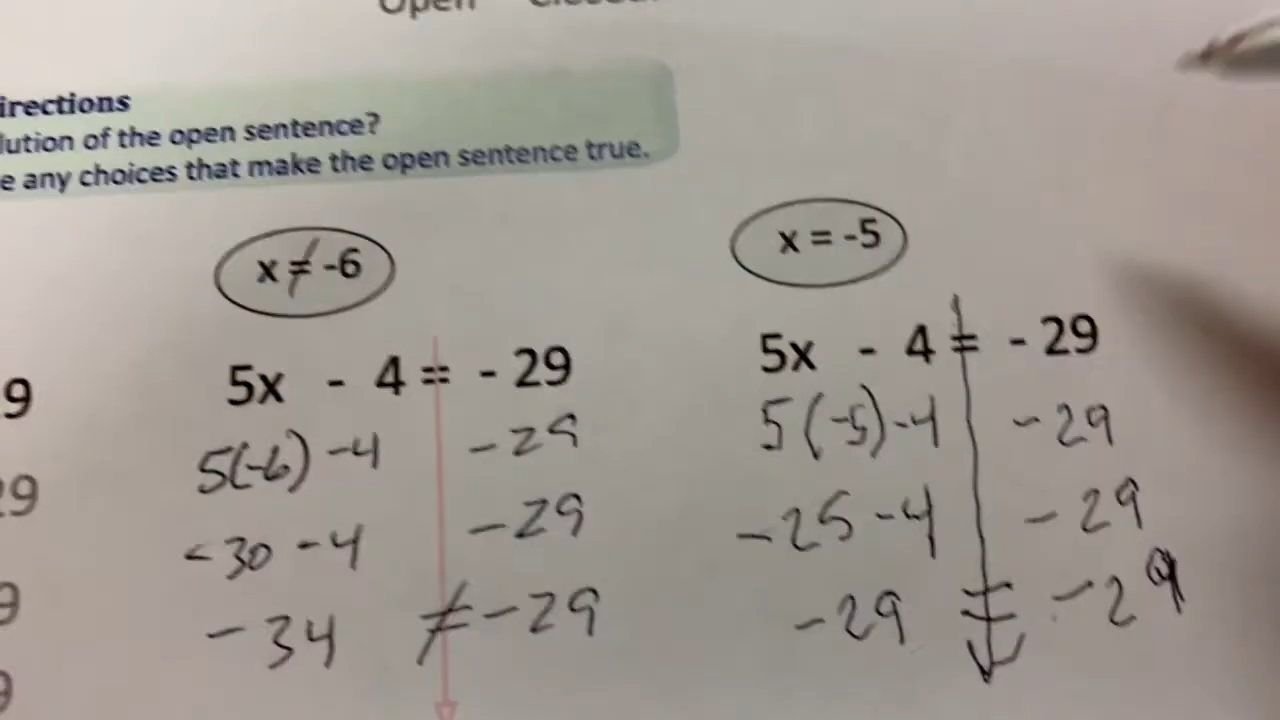 Open
irections
lution of the open sentence?
e any choices that make the open sentence true.
x ≠ -6
5x - 4 = - 29
5(-6) -4 -29
-30 -4 -29
-34 ≠ -29
x = -5
5x - 4 = - 29
5(-5) -4 -29
-25 -4 -29
-29 = -29
9
29
9
9